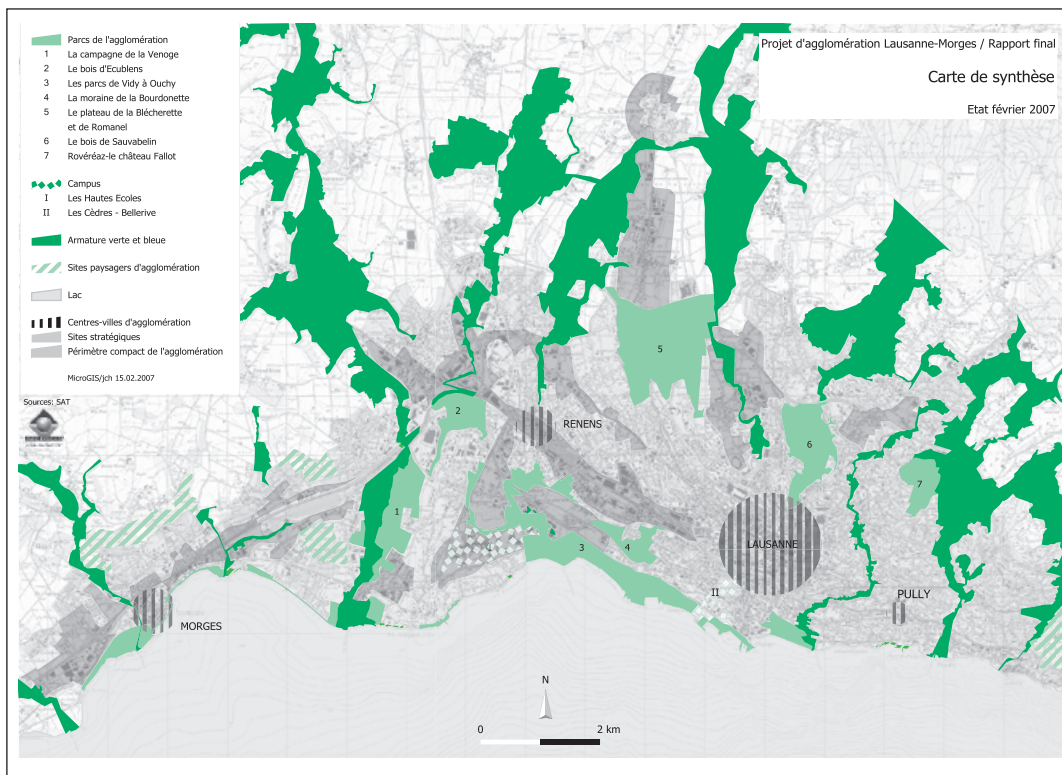 Parcs de l'agglomération
1 La campagne de la Venoge
2 Le bois d'Ecublens
3 Les parcs de Vidy à Ouchy
4 La moraine de la Bourdonette
5 Le plateau de la Blécherette
et de Romanel
6 Le bois de Sauvabelin
7 Rovéréaz-le château Fallot
Campus
I Les Hautes Ecoles
II Les Cèdres - Bellerive
Armature verte et bleue
Sites paysagers d'agglomération
Lac
Centres-villes d'agglomération
Sites stratégiques
Périmètre compact de l'agglomération
MicroGIS/jch 15.02.2007
Sources: SAT
Projet d'agglomération Lausanne-Morges / Rapport final
Carte de synthèse
Etat février 2007
5
2
RENENS
6
7
1
LAUSANNE
3
4
I
II
PULLY
MORGES
N
0 2 km